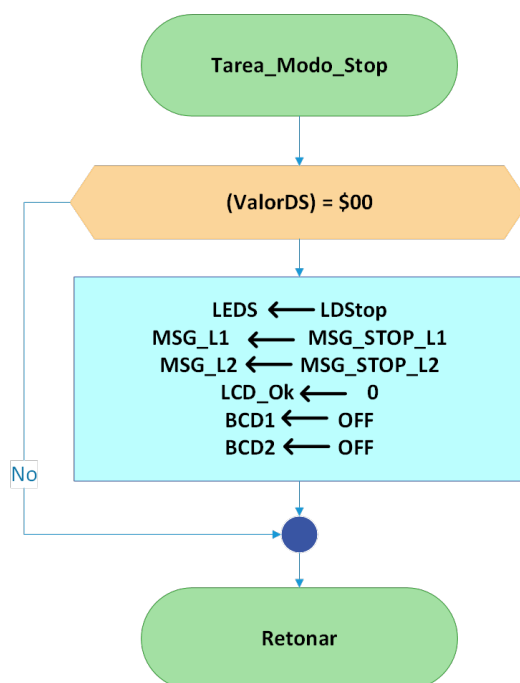 Tarea_Modo_Stop
(ValorDS) = $00
LEDS ← LDStop
MSG_L1 ← MSG_STOP_L1
MSG_L2 ← MSG_STOP_L2
LCD_Ok ← 0
BCD1 ← OFF
BCD2 ← OFF
No
Retonar